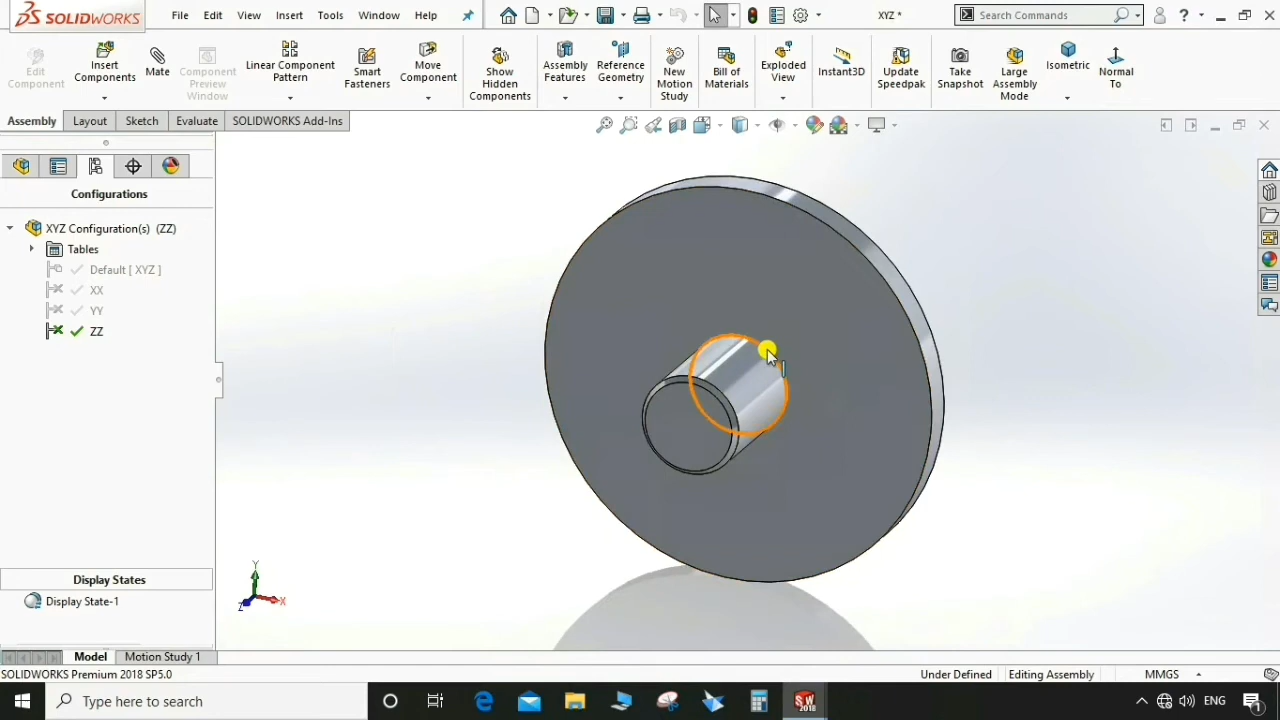 SOLIDWORKS
File Edit View Insert Tools Window Help
XYZ *
Search Commands
Edit Component
Insert Components
Mate
Component Preview Window
Linear Component Pattern
Smart Fasteners
Move Component
Show Hidden Components
Assembly Features
Reference Geometry
New Motion Study
Bill of Materials
Exploded View
Instant3D
Update Speedpak
Take Snapshot
Large Assembly Mode
Isometric
Normal To
Assembly Layout Sketch Evaluate SOLIDWORKS Add-Ins
Configurations
XYZ Configuration(s) (ZZ)
Tables
Default [ XYZ ]
XX
YY
ZZ
Y
Z X
Display States
Display State-1
Model Motion Study 1
SOLIDWORKS Premium 2018 SP5.0
Under Defined Editing Assembly MMGS
Type here to search
SW
2018
ENG
1